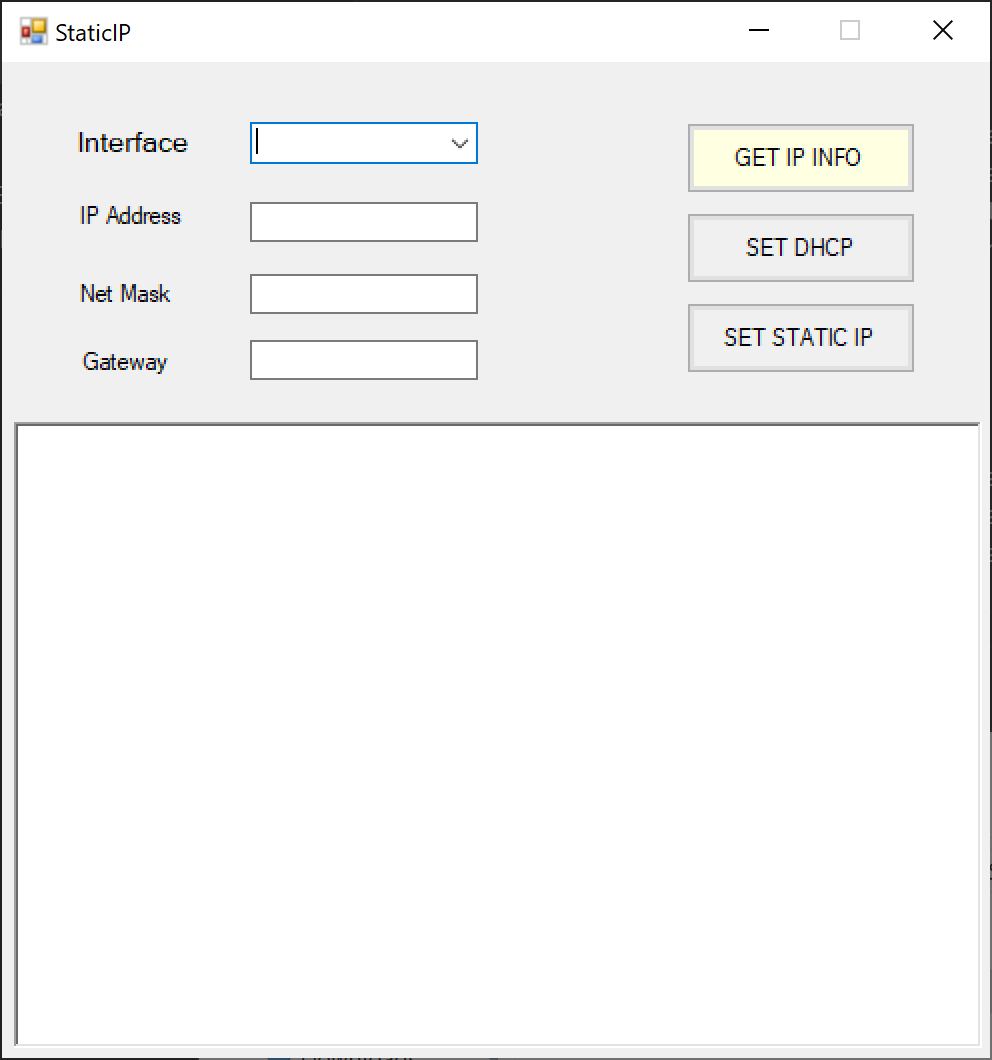 StaticIP
Interface
GET IP INFO
IP Address
SET DHCP
Net Mask
SET STATIC IP
Gateway